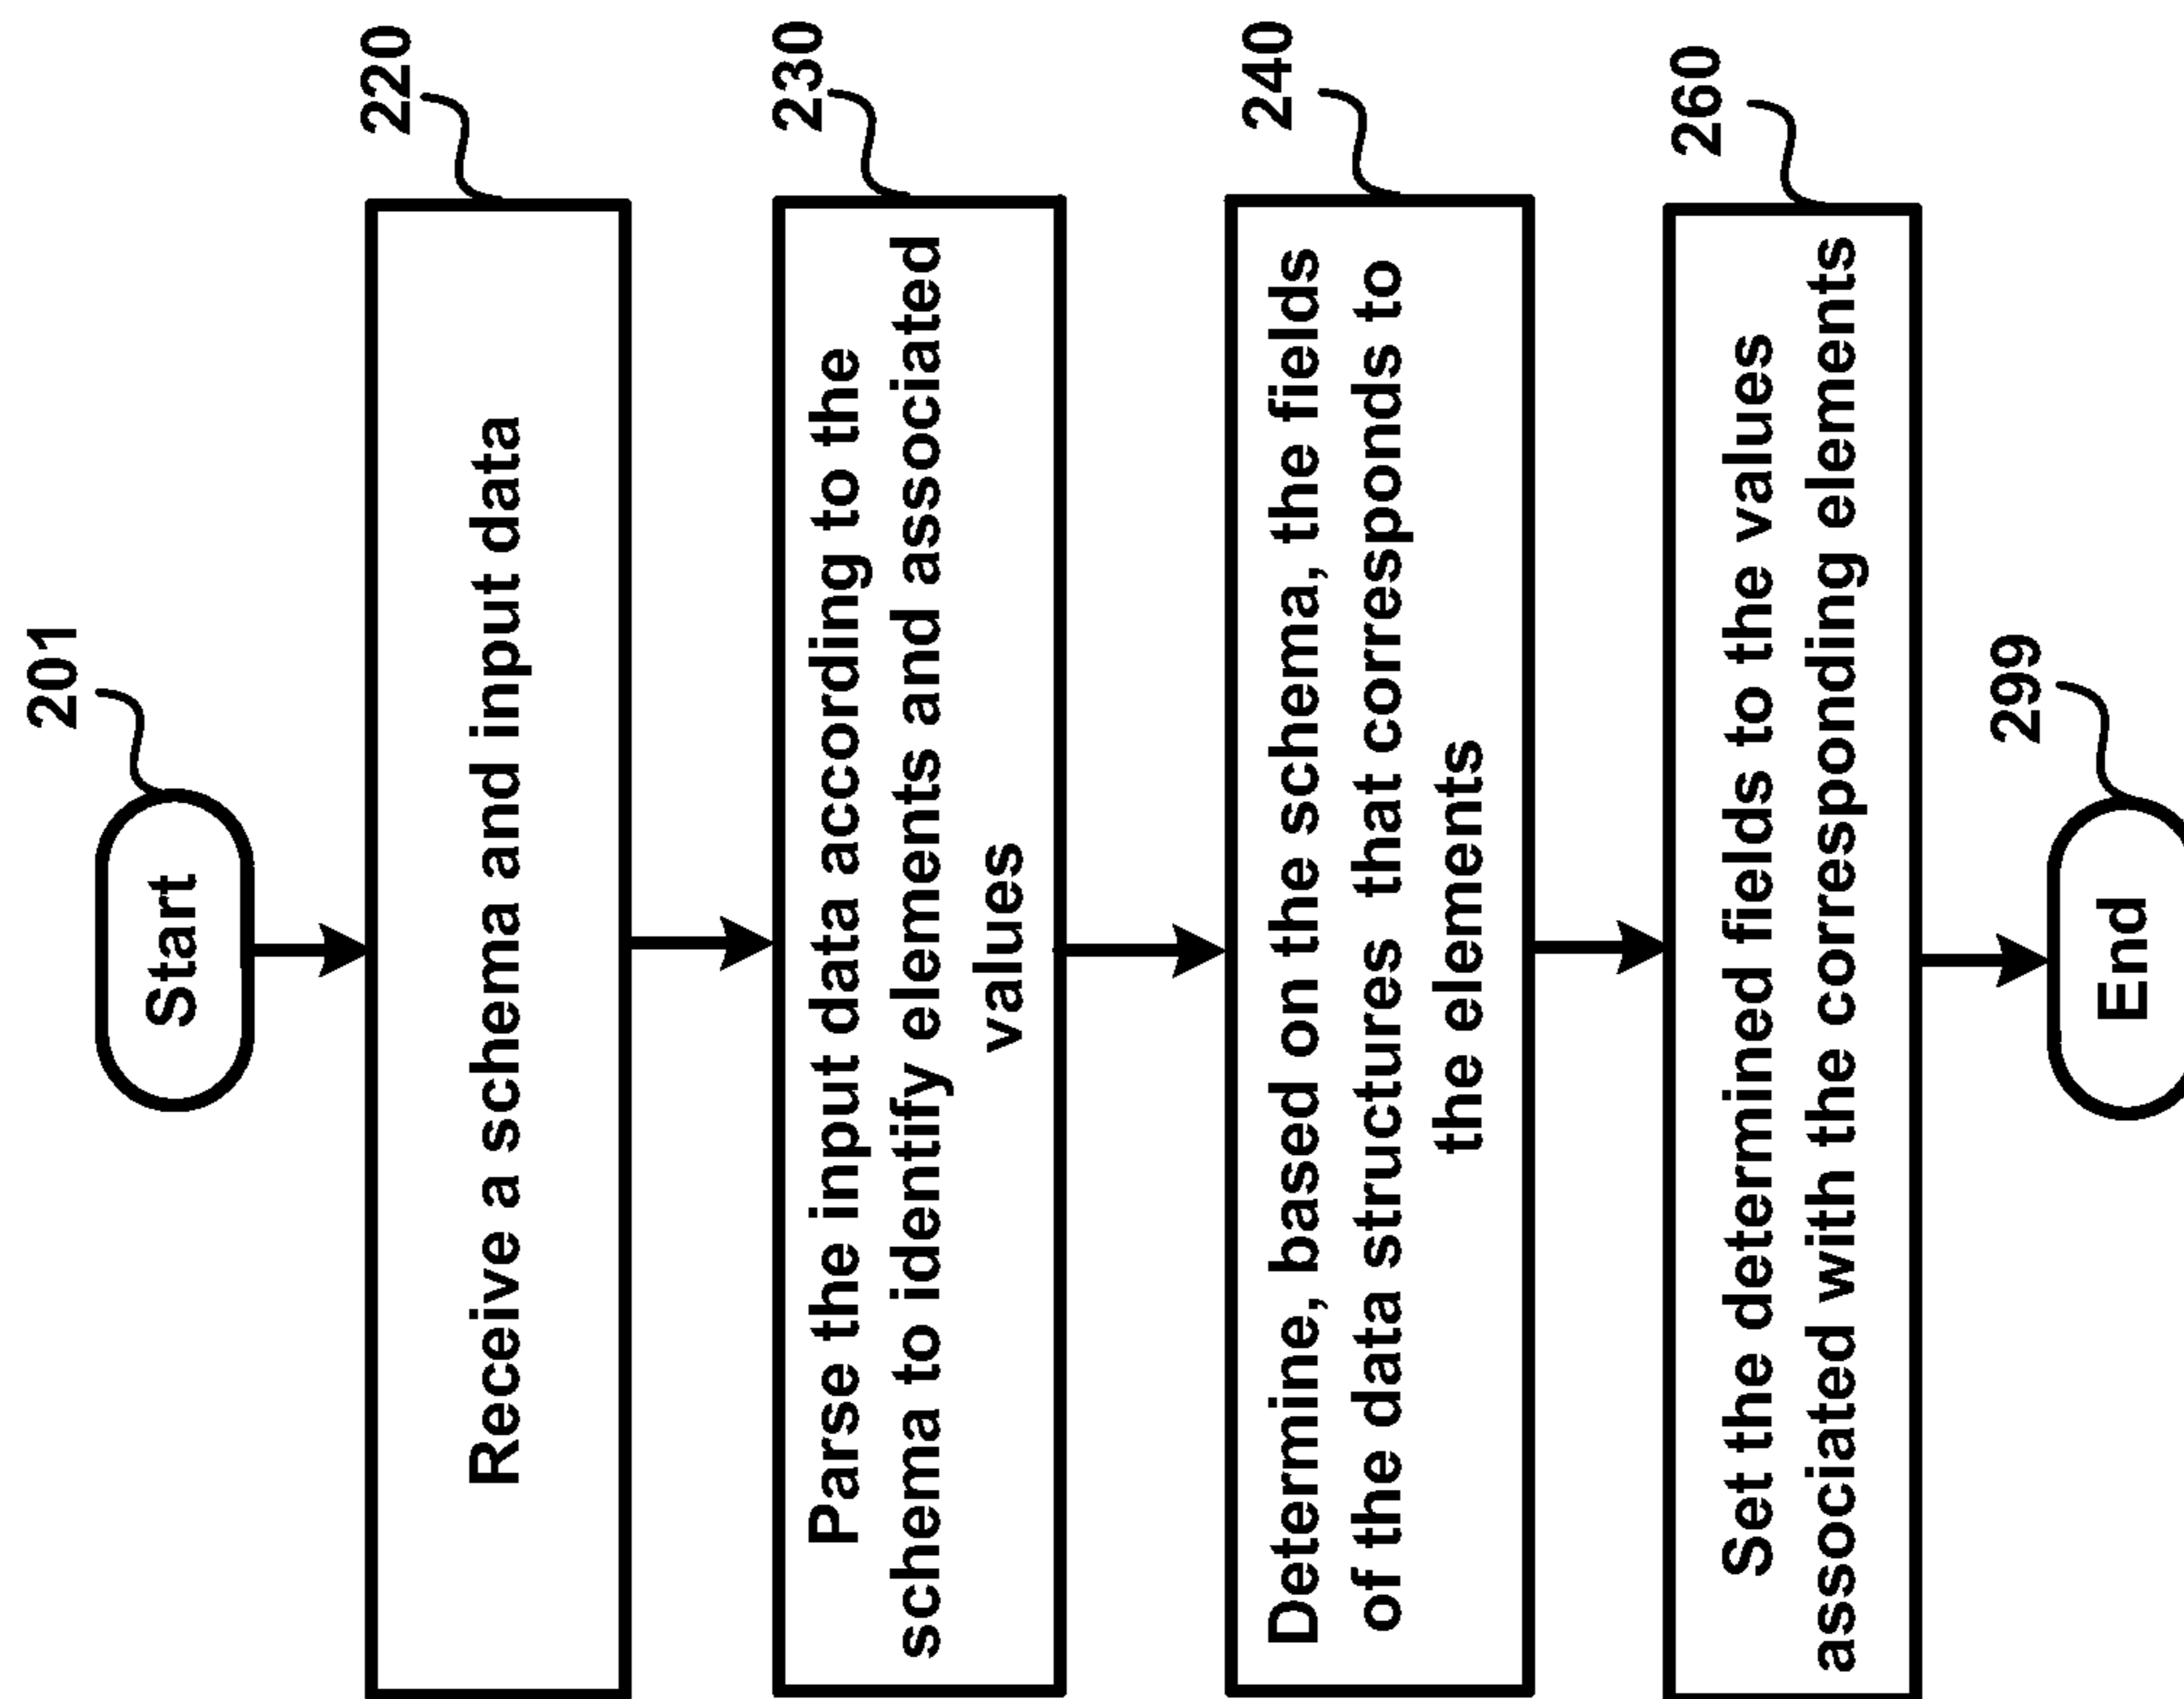 201
Start
220
Receive a schema and input data
230
Parse the input data according to the
schema to identify elements and associated
values
240
Determine, based on the schema, the fields
of the data structures that corresponds to
the elements
260
Set the determined fields to the values
associated with the corresponding elements
299
End